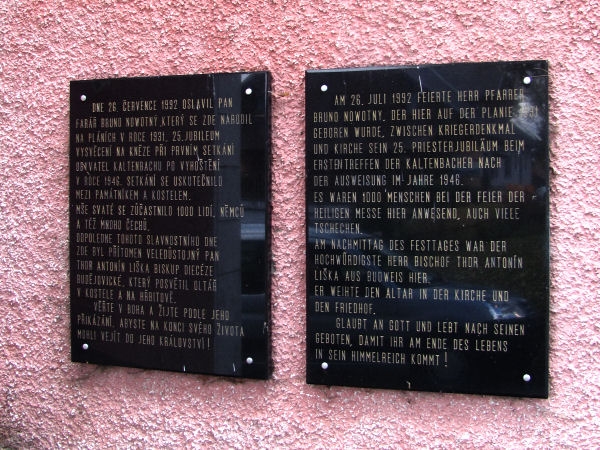 DNE 26. ČERVENCE 1992 OSLAVIL PAN
FARÁŘ BRUNO NOWOTNÝ, KTERÝ SE ZDE NARODIL
NA PLÁNÍCH V ROCE 1931, 25. JUBILEUM
VYSVĚCENÍ NA KNĚZE PŘI PRVNÍM SETKÁNÍ
OBYVATEL KALTENBACHU PO VYHOŠTĚNÍ
V ROCE 1946. SETKÁNÍ SE USKUTEČNILO
MEZI PAMÁTNÍKEM A KOSTELEM.
MŠE SVATÉ SE ZÚČASTNILO 1000 LIDÍ, NĚMCŮ
A TÉŽ MNOHO ČECHŮ.
ODPOLEDNE TOHOTO SLAVNOSTNÍHO DNE
ZDE BYL PŘÍTOMEN VELEDŮSTOJNÝ PAN
THOR ANTONÍN LIŠKA BISKUP DIECÉZE
BUDĚJOVICKÉ, KTERÝ POSVĚTIL OLTÁŘ
V KOSTELE A NA HŘBITOVĚ.
VĚŘTE V BOHA A ŽIJTE PODLE JEHO
PŘIKÁZÁNÍ, ABYSTE NA KONCI SVÉHO ŽIVOTA
MOHLI VEJÍT DO JEHO KRÁLOVSTVÍ!
AM 26. JULI 1992 FEIERTE HERR PFARRER
BRUNO NOWOTNY, DER HIER AUF DER PLANIE 1931
GEBOREN WURDE, ZWISCHEN KRIEGERDENKMAL
UND KIRCHE SEIN 25. PRIESTERJUBILÄUM BEIM
ERSTEN TREFFEN DER KALTENBACHER NACH
DER AUSWEISUNG IM JAHRE 1946.
ES WAREN 1000 MENSCHEN BEI DER FEIER DER
HEILIGEN MESSE HIER ANWESEND, AUCH VIELE
TSCHECHEN.
AM NACHMITTAG DES FESTTAGES WAR DER
HOCHWÜRDIGSTE HERR BISCHOF THOR ANTONÍN
LIŠKA AUS BUDWEIS HIER.
ER WEIHTE DEN ALTAR IN DER KIRCHE UND
DEN FRIEDHOF.
GLAUBT AN GOTT UND LEBT NACH SEINEN
GEBOTEN, DAMIT IHR AM ENDE DES LEBENS
IN SEIN HIMMELREICH KOMMT!